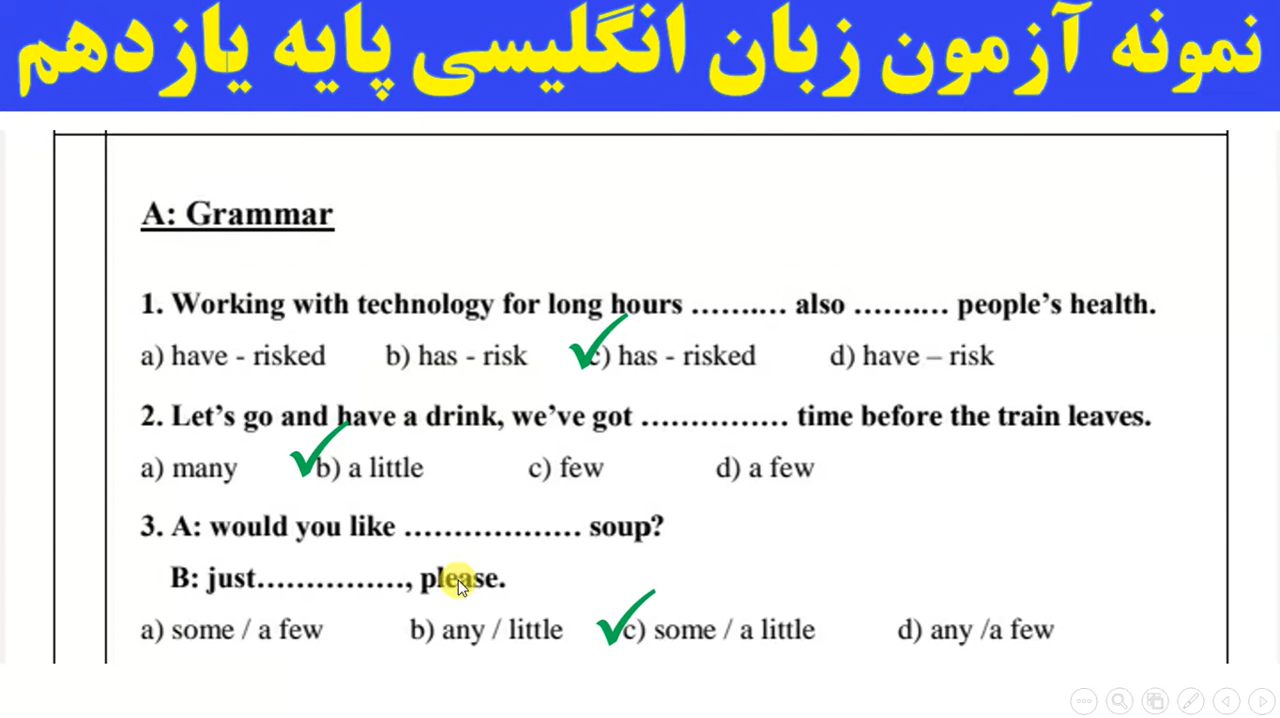 نمونه آزمون زبان انگلیسی پایه یازدهم
A: Grammar
1. Working with technology for long hours ……..… also …….… people’s health.
a) have - risked b) has - risk c) has - risked d) have – risk
2. Let’s go and have a drink, we’ve got …………… time before the train leaves.
a) many b) a little c) few d) a few
3. A: would you like ……………… soup?
B: just……………, please.
a) some / a few b) any / little c) some / a little d) any /a few